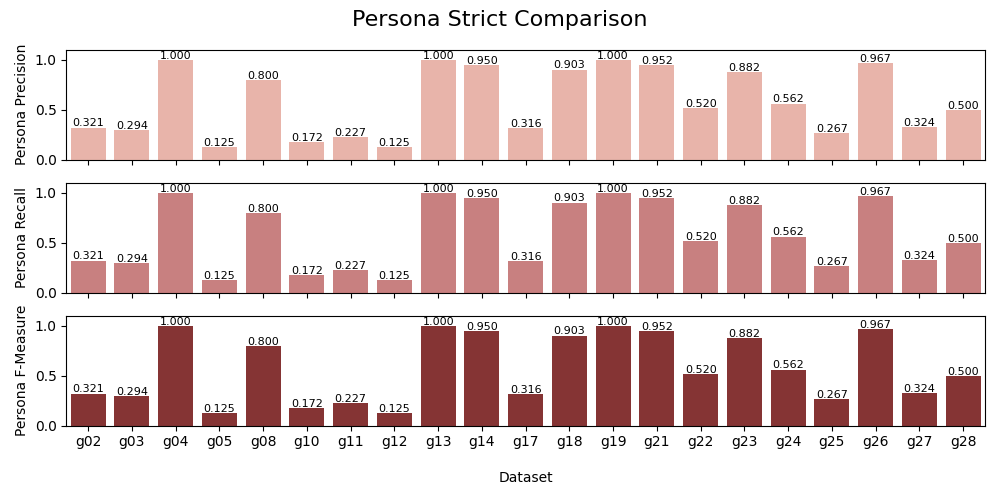 Persona Strict Comparison
Persona Precision
1.0
0.5
0.0
0.321 0.294 1.000 0.125 0.800 0.172 0.227 0.125 1.000 0.950 0.316 0.903 1.000 0.952 0.520 0.882 0.562 0.267 0.967 0.324 0.500
Persona Recall
1.0
0.5
0.0
0.321 0.294 1.000 0.125 0.800 0.172 0.227 0.125 1.000 0.950 0.316 0.903 1.000 0.952 0.520 0.882 0.562 0.267 0.967 0.324 0.500
Persona F-Measure
1.0
0.5
0.0
0.321 0.294 1.000 0.125 0.800 0.172 0.227 0.125 1.000 0.950 0.316 0.903 1.000 0.952 0.520 0.882 0.562 0.267 0.967 0.324 0.500
g02 g03 g04 g05 g08 g10 g11 g12 g13 g14 g17 g18 g19 g21 g22 g23 g24 g25 g26 g27 g28
Dataset